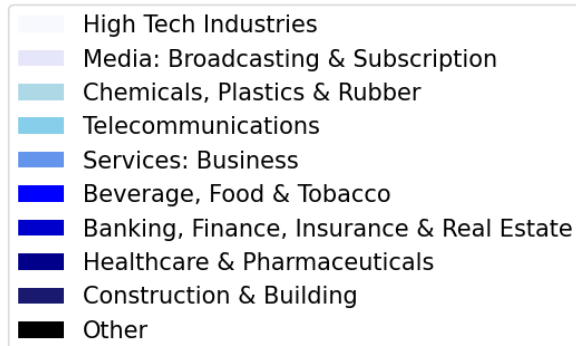 High Tech Industries
Media: Broadcasting & Subscription
Chemicals, Plastics & Rubber
Telecommunications
Services: Business
Beverage, Food & Tobacco
Banking, Finance, Insurance & Real Estate
Healthcare & Pharmaceuticals
Construction & Building
Other